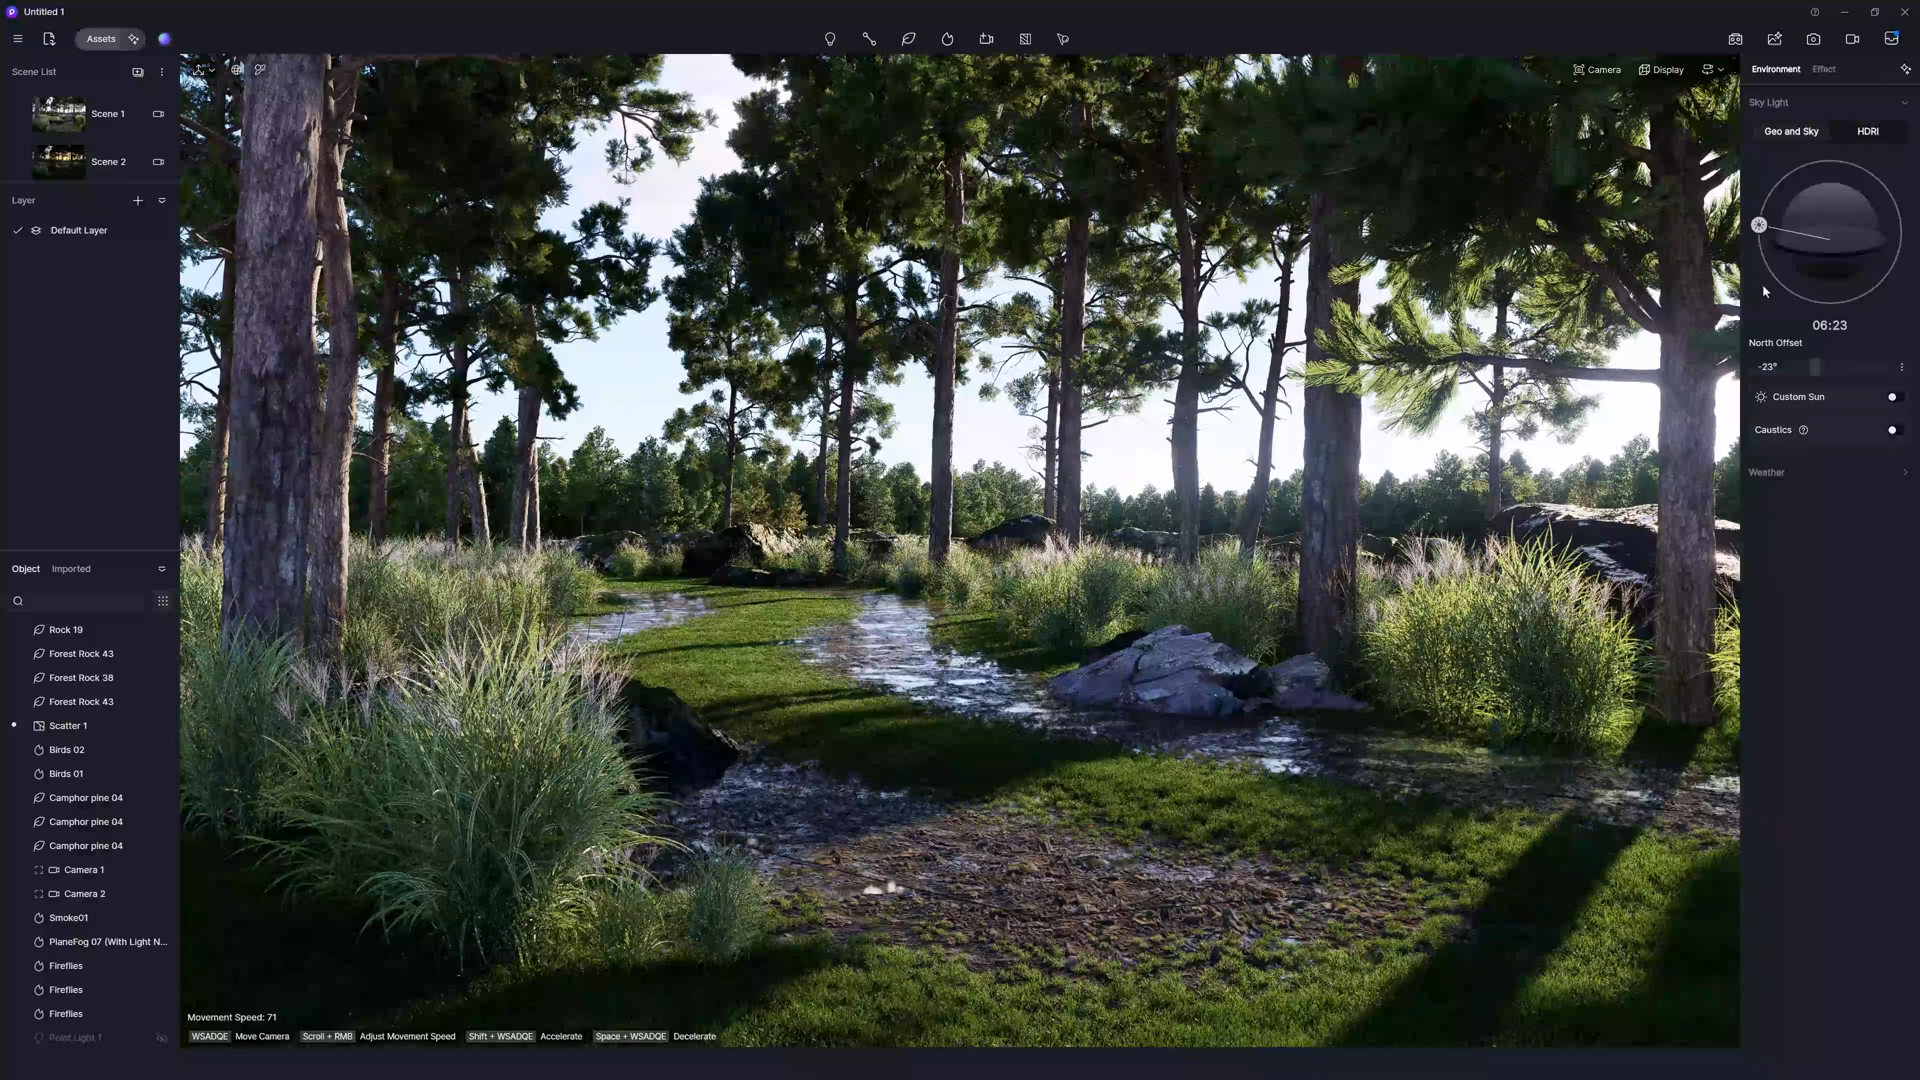 Untitled 1
Assets
Scene List
Scene 1
Scene 2
Layer
Default Layer
Object Imported
Rock 19
Forest Rock 43
Forest Rock 38
Forest Rock 43
Scatter 1
Birds 02
Birds 01
Camphor pine 04
Camphor pine 04
Camphor pine 04
Camera 1
Camera 2
Smoke01
PlaneFog 07 (With Light N...
Fireflies
Fireflies
Fireflies
Point Light 1
Camera Display
Movement Speed: 71
WSADQE Move Camera Scroll + RMB Adjust Movement Speed Shift + WSADQE Accelerate Space + WSADQE Decelerate
Environment Effect
Sky Light
Geo and Sky HDRI
06:23
North Offset
-23°
Custom Sun
Caustics
Weather